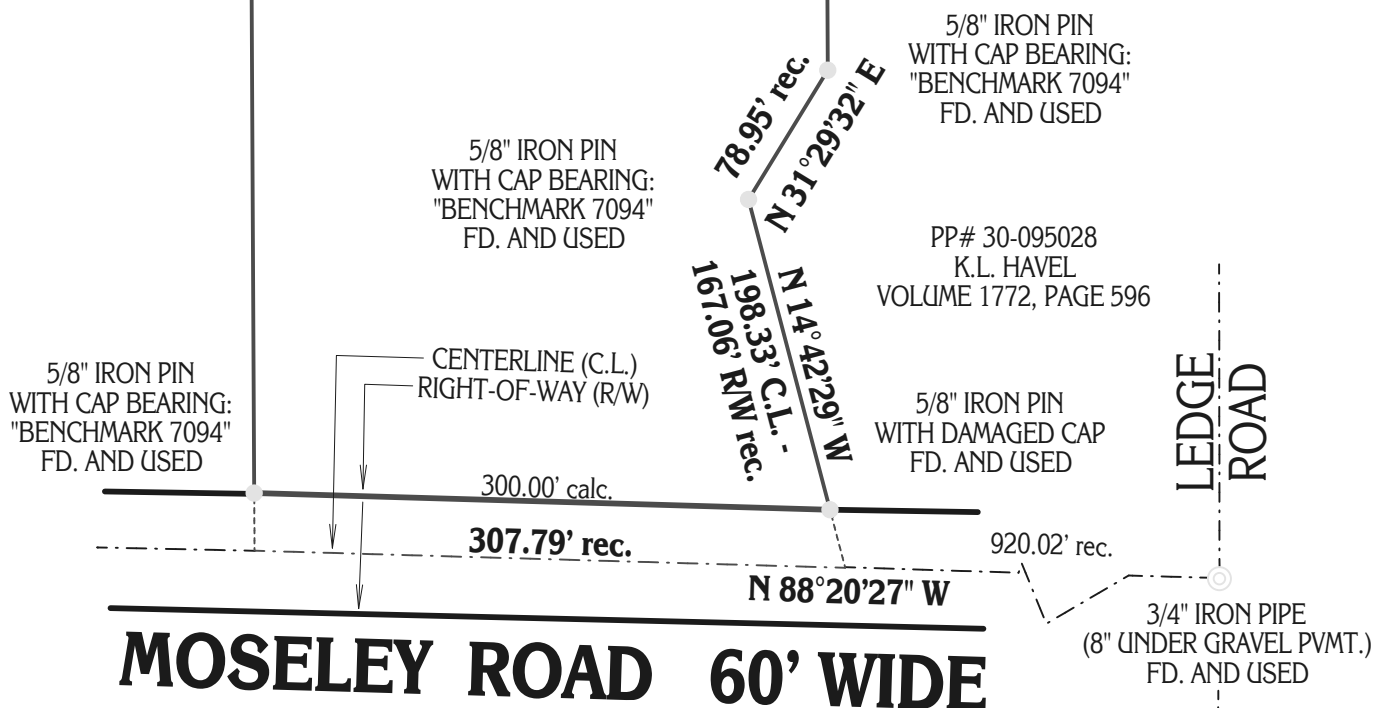 5/8" IRON PIN
WITH CAP BEARING:
"BENCHMARK 7094"
FD. AND USED
78.95' rec.
N 31°29'32" E
5/8" IRON PIN
WITH CAP BEARING:
"BENCHMARK 7094"
FD. AND USED
PP# 30-095028
K.L. HAVEL
VOLUME 1772, PAGE 596
N 14°42'29" W
198.33' C.L. -
167.06' R/W rec.
CENTERLINE (C.L.)
RIGHT-OF-WAY (R/W)
5/8" IRON PIN
WITH CAP BEARING:
"BENCHMARK 7094"
FD. AND USED
5/8" IRON PIN
WITH DAMAGED CAP
FD. AND USED
LEDGE
ROAD
300.00' calc.
307.79' rec.
920.02' rec.
N 88°20'27" W
3/4" IRON PIPE
(8" UNDER GRAVEL PVMT.)
FD. AND USED
MOSELEY ROAD 60' WIDE